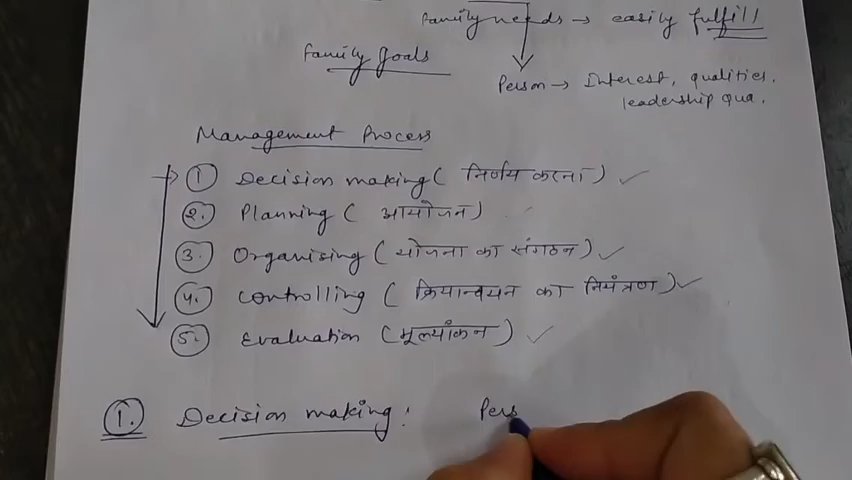 Family needs → easily fulfill
Family goals
Person → Interest, qualities,
leadership qua.
Management Process
→ 1 Decision making ( निर्णय करना ) ✓
2. Planning ( आयोजन )
3. Organising ( योजना का संगठन ) ✓
4. Controlling ( क्रियान्वयन का नियंत्रण ) ✓
5. Evaluation ( मूल्यांकन ) ✓
1. Decision making : Pers